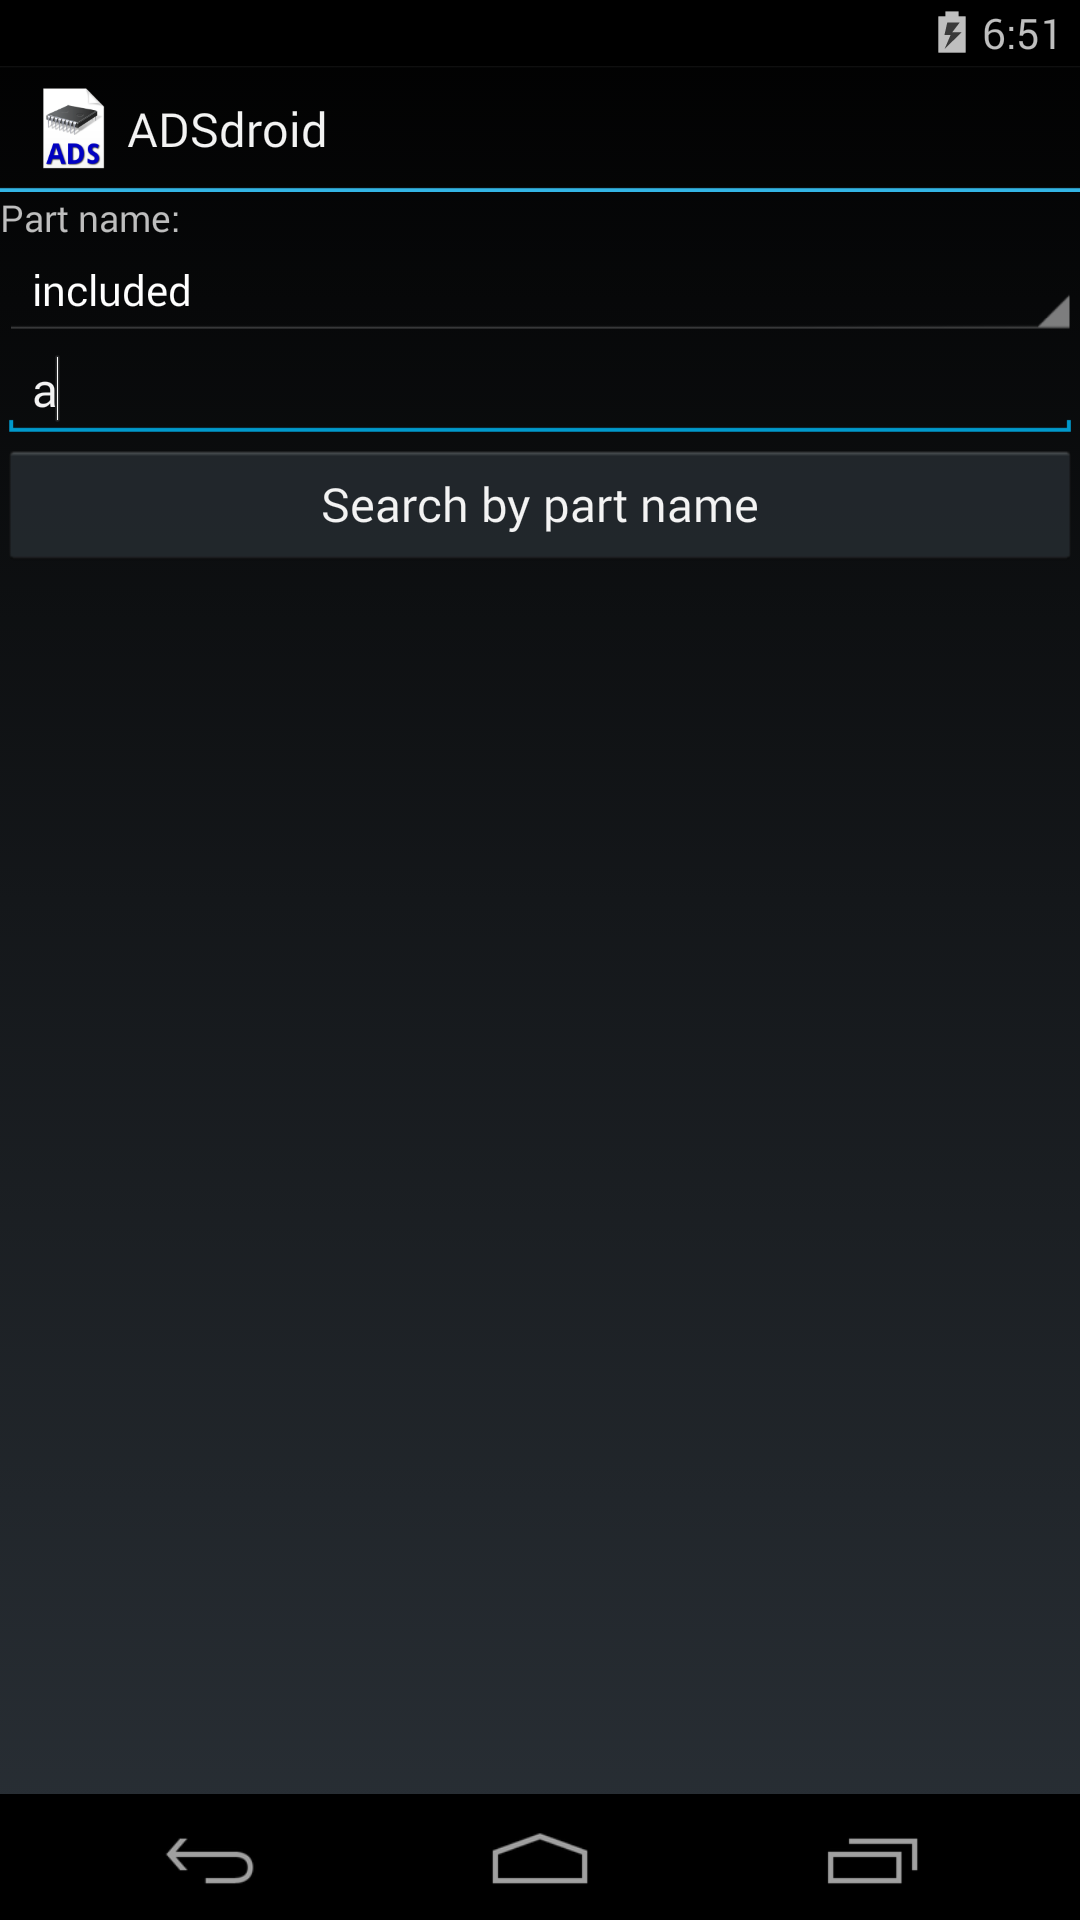 6:51
ADS
ADSdroid
Part name:
included
a
Search by part name